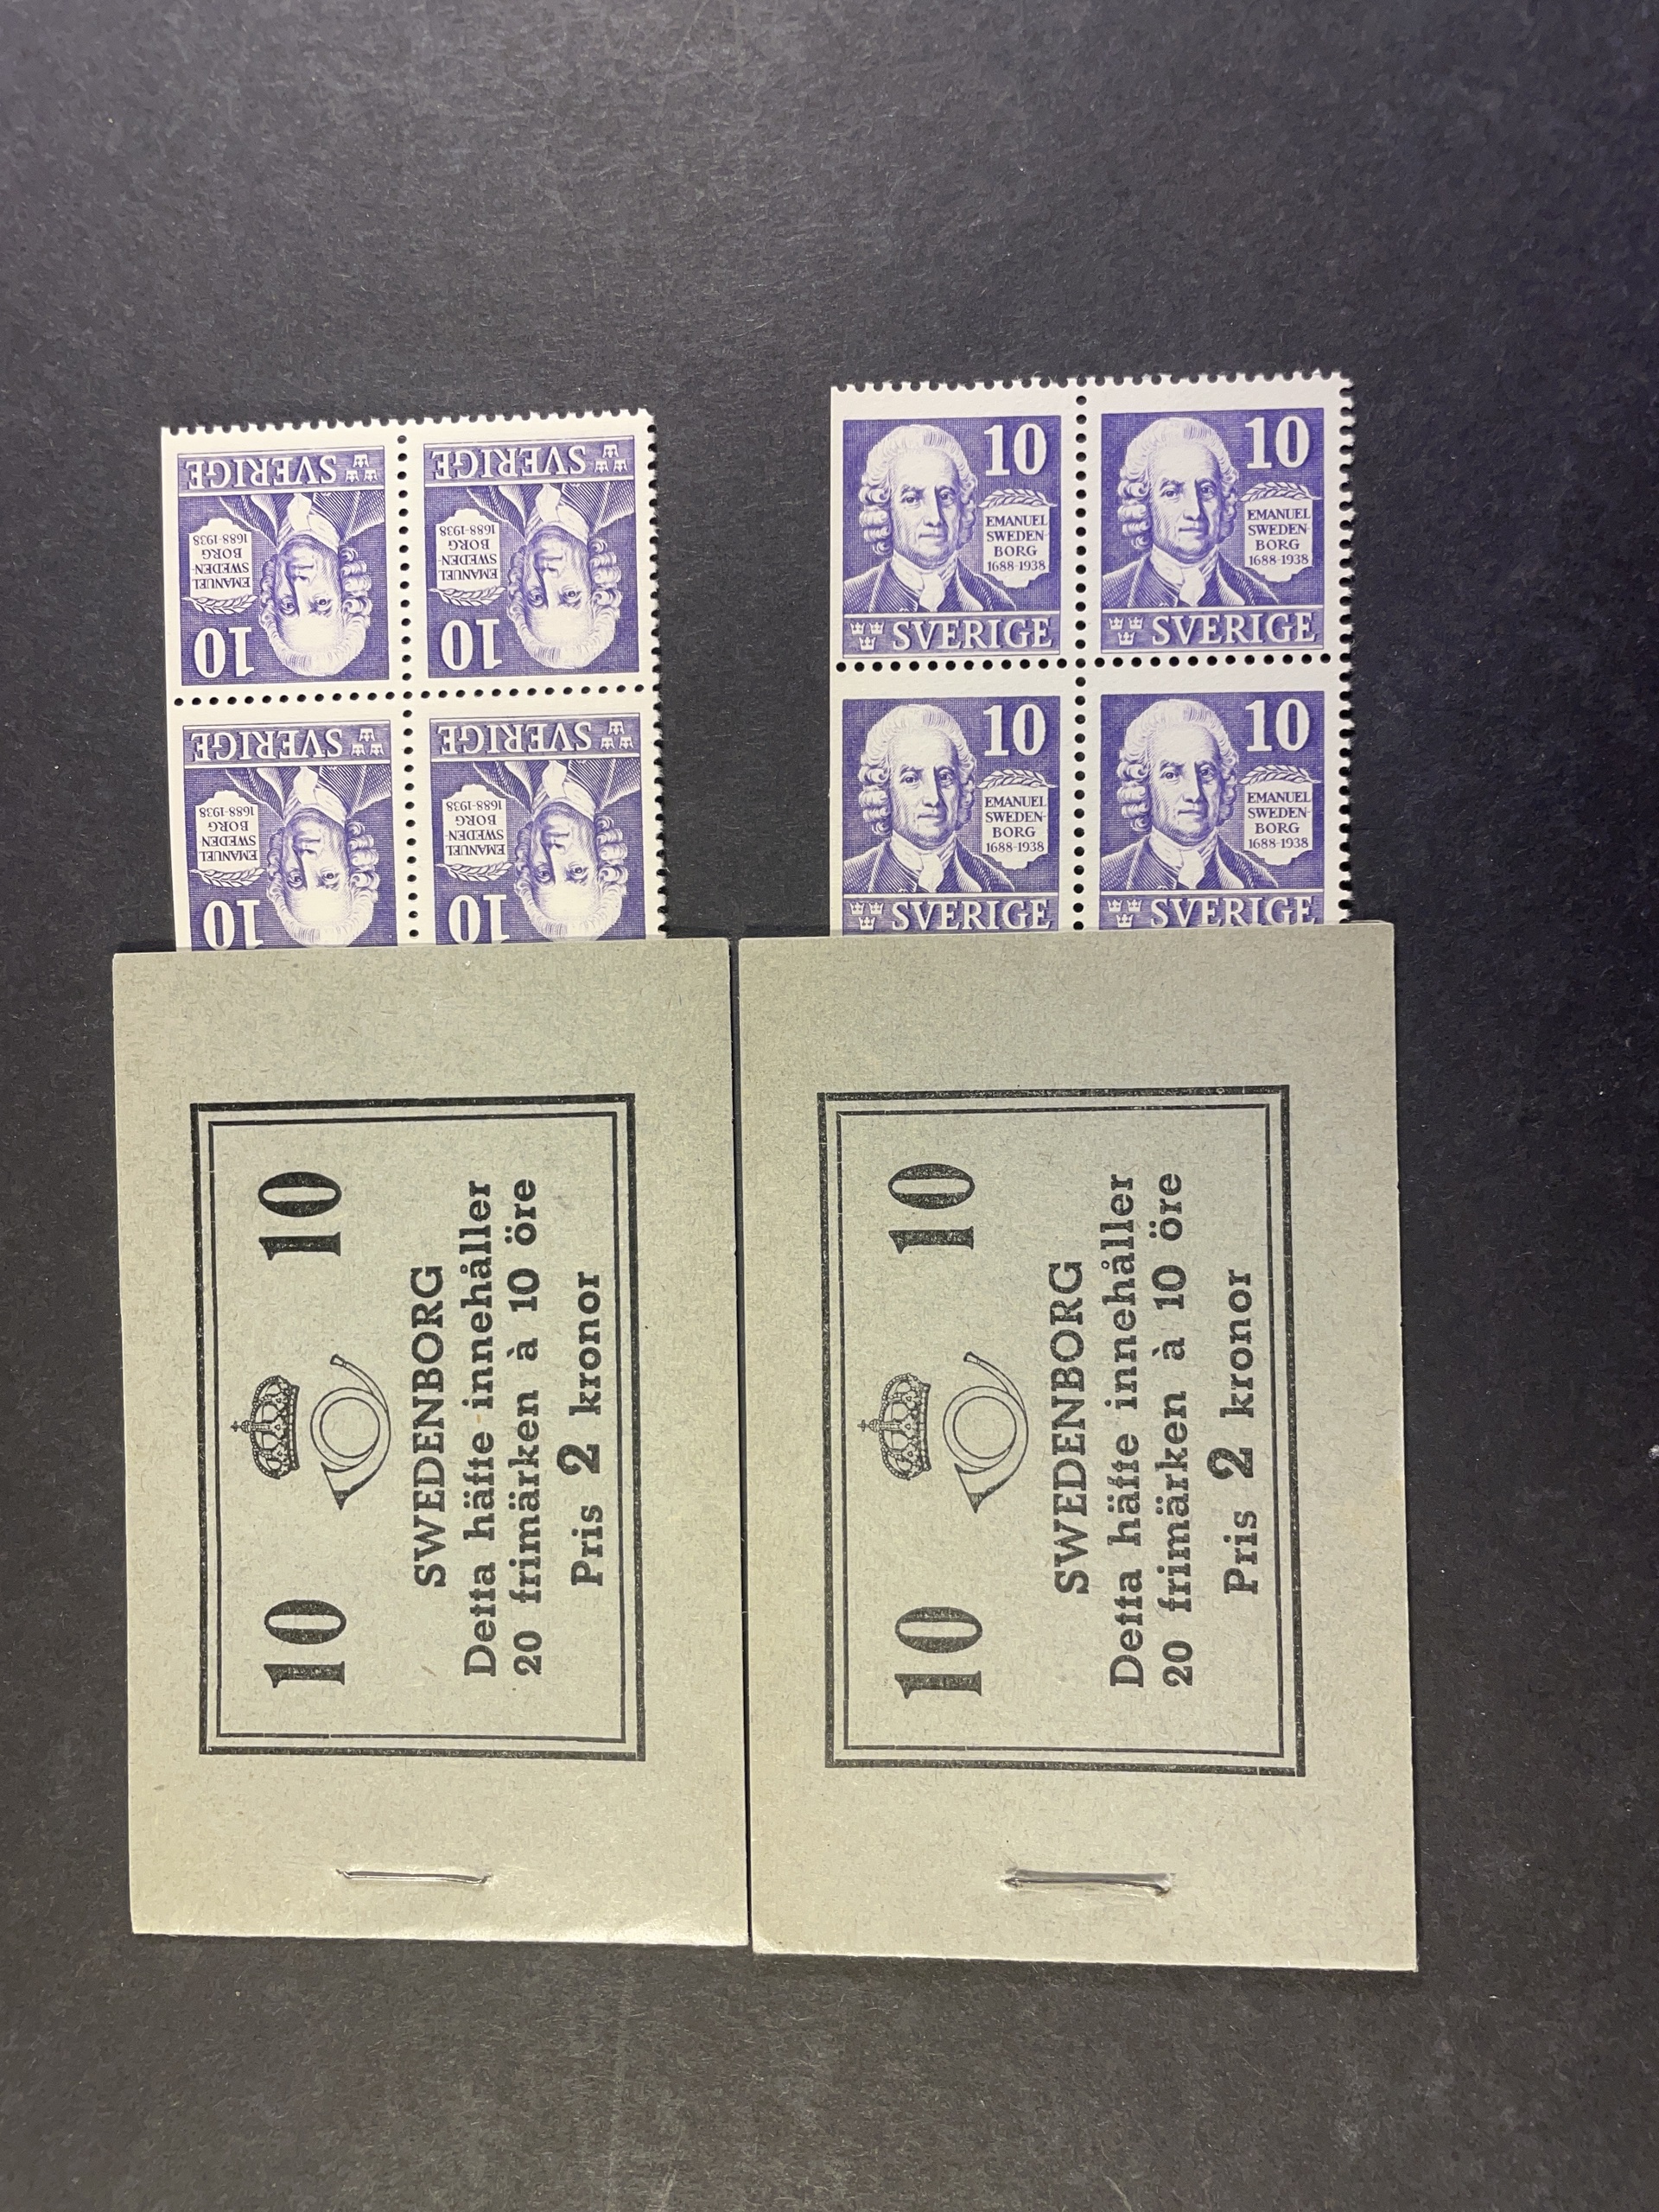 SVERIGE
EMANUEL
SWEDEN-
BORG
1688-1938
10
SVERIGE
EMANUEL
SWEDEN-
BORG
1688-1938
10
SVERIGE
EMANUEL
SWEDEN-
BORG
1688-1938
10
SVERIGE
EMANUEL
SWEDEN-
BORG
1688-1938
10
10
EMANUEL
SWEDEN-
BORG
1688-1938
SVERIGE
10
EMANUEL
SWEDEN-
BORG
1688-1938
SVERIGE
10
EMANUEL
SWEDEN-
BORG
1688-1938
SVERIGE
10
EMANUEL
SWEDEN-
BORG
1688-1938
SVERIGE
10 10
SWEDENBORG
Detta häfte innehåller
20 frimärken à 10 öre
Pris 2 kronor
10 10
SWEDENBORG
Detta häfte innehåller
20 frimärken à 10 öre
Pris 2 kronor